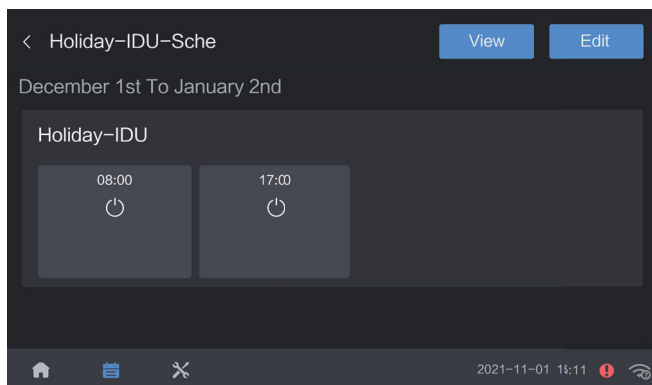 Holiday-IDU-Sche
View
Edit
December 1st To January 2nd
Holiday-IDU
08:00
17:00
2021-11-01